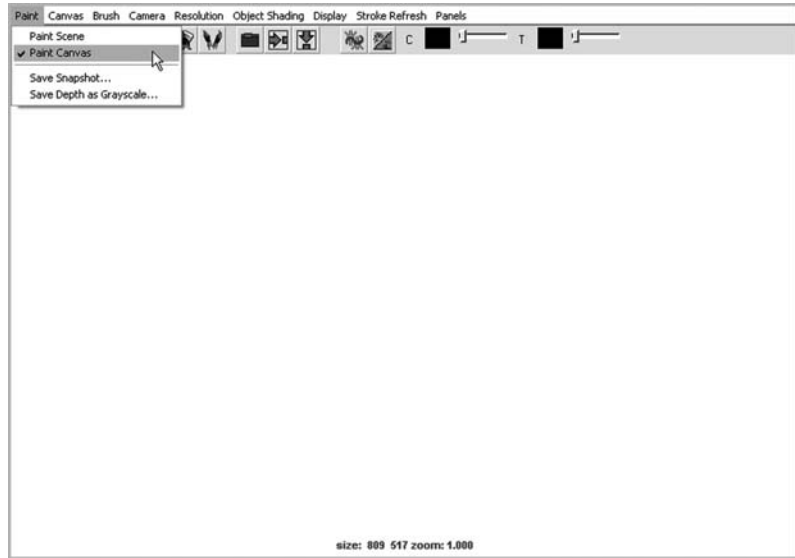 Paint Canvas Brush Camera Resolution Object Shading Display Stroke Refresh Panels
Paint Scene
Paint Canvas
Save Snapshot...
Save Depth as Grayscale...
C T
size: 809 517 zoom: 1.000